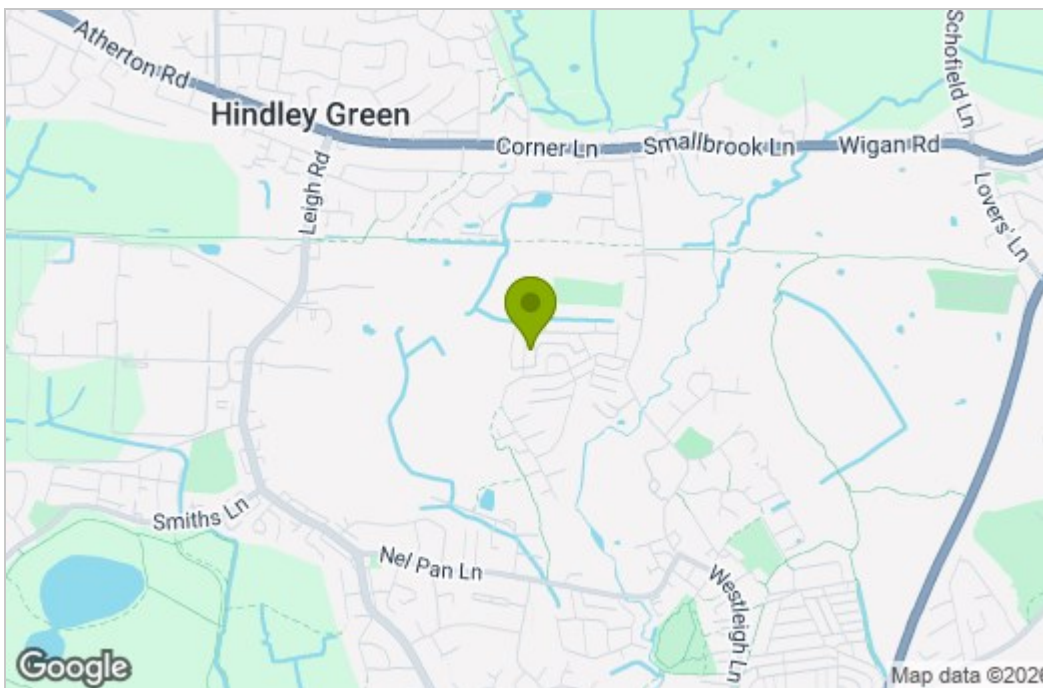 Atherton Rd
Hindley Green
Corner Ln
Smallbrook Ln
Wigan Rd
Schofield Ln
Lovers' Ln
Leigh Rd
Smiths Ln
Nel Pan Ln
Westleigh Ln
Google
Map data ©2026